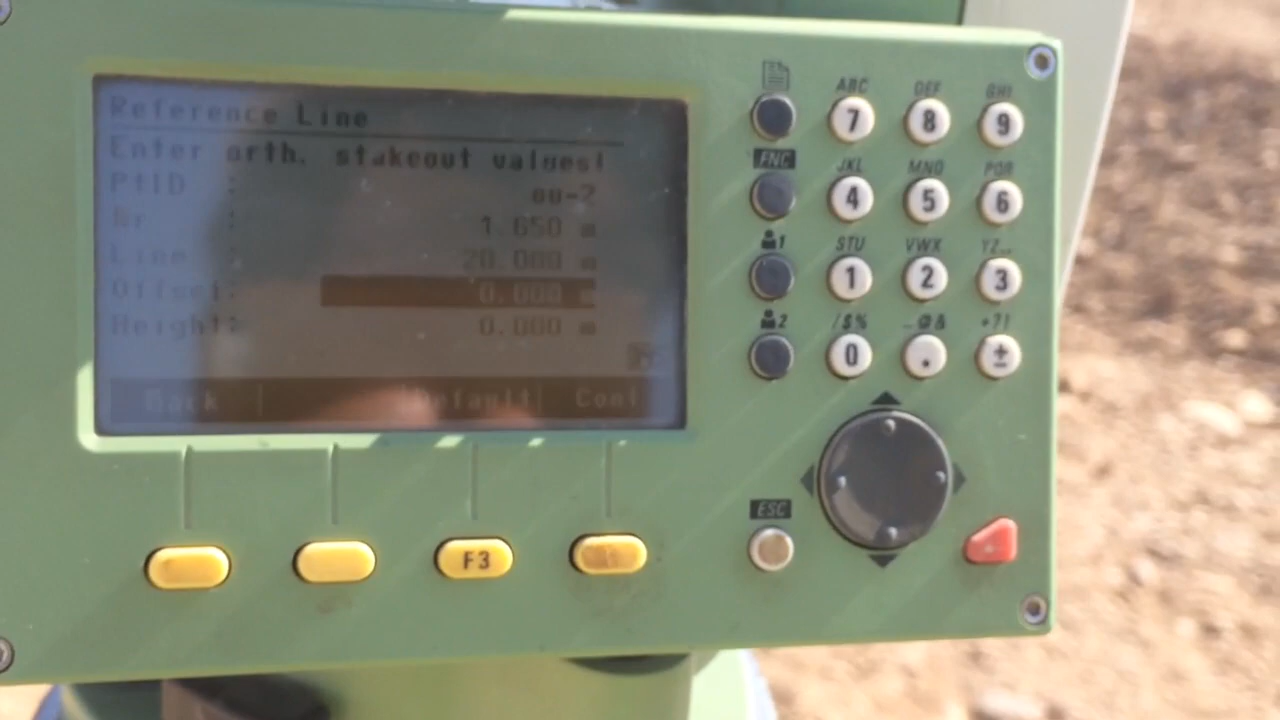 Reference Line
Enter orth. stakeout values!
PtID :
hr : 1.650 m
Line : 20.000 m
Offset: 0.000 m
Height: 0.000 m
Back Default Cont
ABC DEF GHI
7 8 9
FNC
JKL MNO PQR
4 5 6
1 STU VWX YZ..
1 2 3
2 /$% _@& +?!
0 . ±
ESC
F3